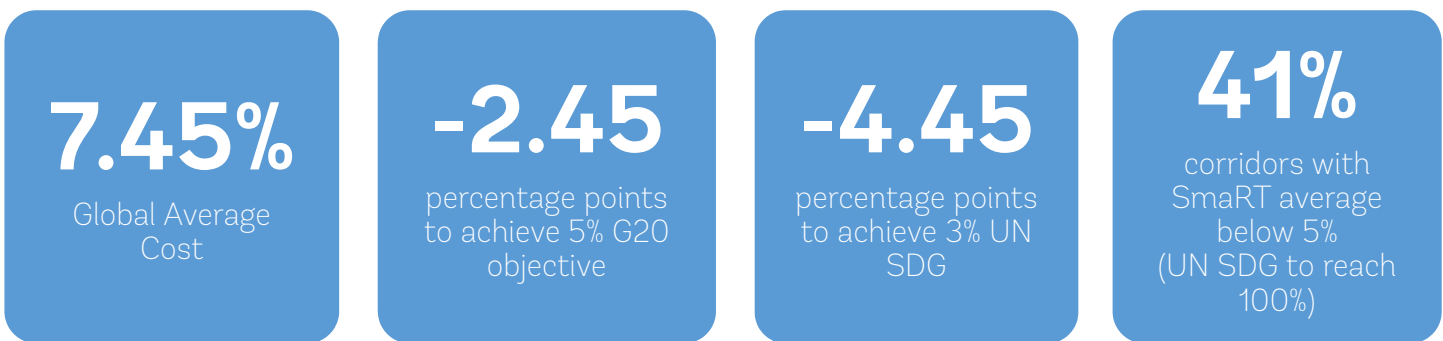 7.45%
Global Average
Cost
-2.45
percentage points
to achieve 5% G20
objective
-4.45
percentage points
to achieve 3% UN
SDG
41%
corridors with
SmaRT average
below 5%
(UN SDG to reach
100%)